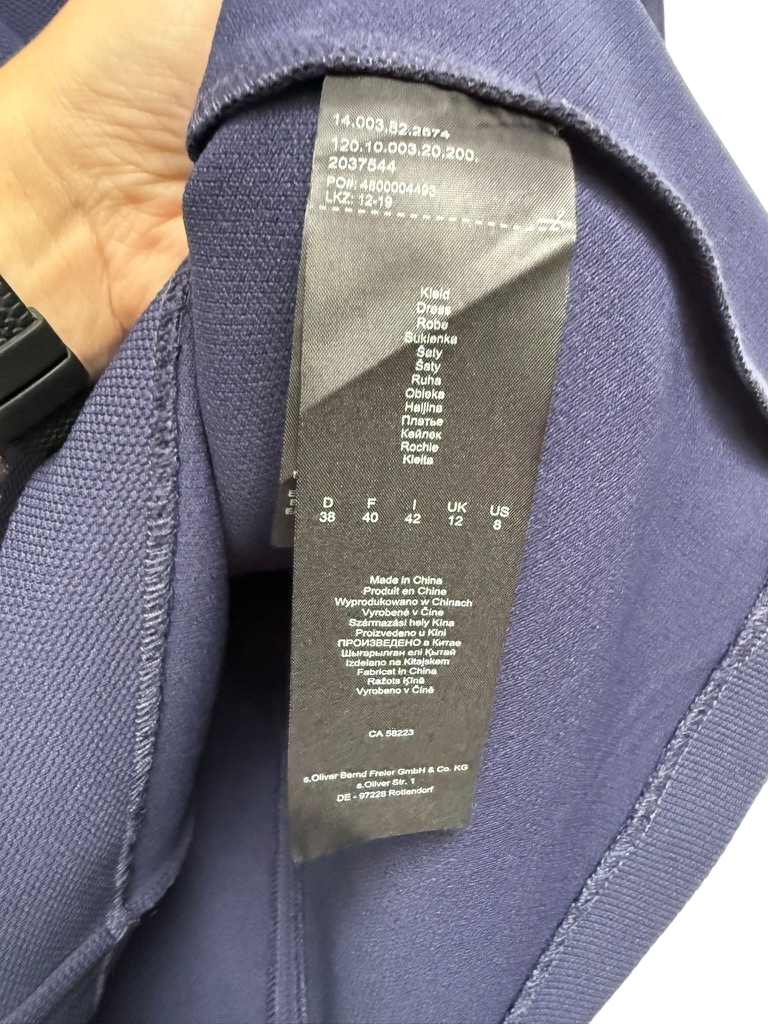 14.003.82.2674
120.10.003.20.200.
2037544
PO#: 4800004493
LKZ: 12-19
Kleid
Dress
Robe
Sukienka
Šaty
Šaty
Ruha
Obleka
Haljina
Платье
Көйлек
Rochie
Kleita
D F I UK US
38 40 42 12 8
Made in China
Produit en Chine
Wyprodukowano w Chinach
Vyrobené v Číne
Származási hely Kína
Proizvedeno u Kini
ПРОИЗВЕДЕНО в Китае
Шығарылған елі Қытай
Izdelano na Kitajskem
Fabricat în China
Ražots Ķīnā
Vyrobeno v Číně
CA 58223
s.Oliver Bernd Freier GmbH & Co. KG
s.Oliver Str. 1
DE - 97228 Rottendorf